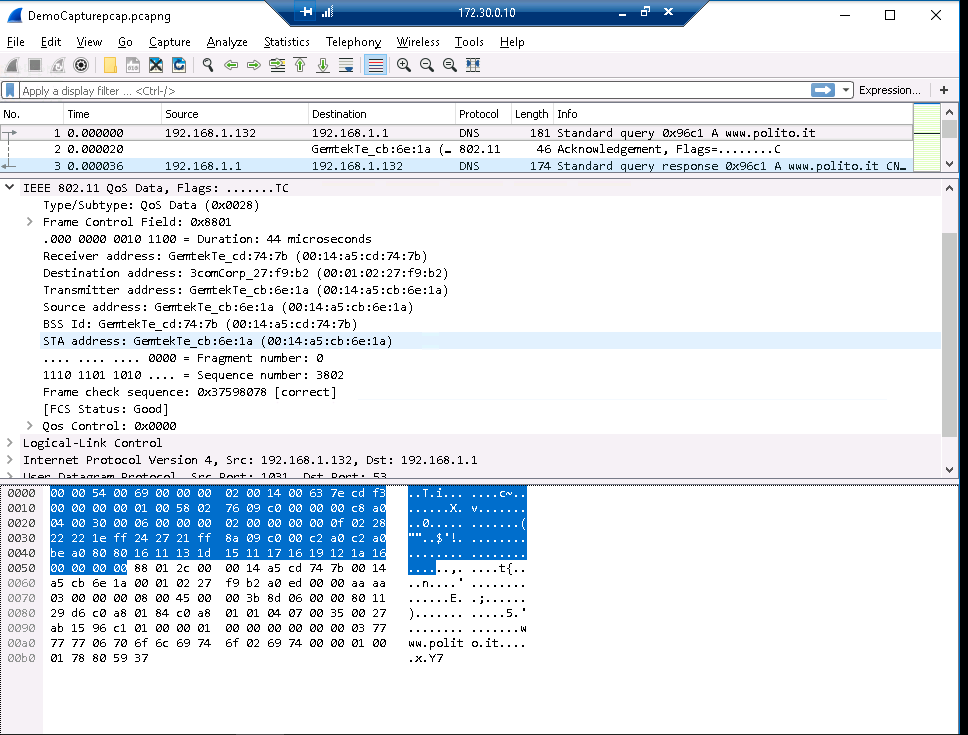 DemoCapturepcap.pcapng
172.30.0.10
File Edit View Go Capture Analyze Statistics Telephony Wireless Tools Help
Apply a display filter ... <Ctrl-/>
Expression...
+
No. Time Source Destination Protocol Length Info
1 0.000000 192.168.1.132 192.168.1.1 DNS 181 Standard query 0x96c1 A www.polito.it
2 0.000020 GemtekTe_cb:6e:1a (… 802.11 46 Acknowledgement, Flags=........C
3 0.000036 192.168.1.1 192.168.1.132 DNS 174 Standard query response 0x96c1 A www.polito.it CN…
IEEE 802.11 QoS Data, Flags: .......TC
Type/Subtype: QoS Data (0x0028)
Frame Control Field: 0x8801
.000 0000 0010 1100 = Duration: 44 microseconds
Receiver address: GemtekTe_cd:74:7b (00:14:a5:cd:74:7b)
Destination address: 3comCorp_27:f9:b2 (00:01:02:27:f9:b2)
Transmitter address: GemtekTe_cb:6e:1a (00:14:a5:cb:6e:1a)
Source address: GemtekTe_cb:6e:1a (00:14:a5:cb:6e:1a)
BSS Id: GemtekTe_cd:74:7b (00:14:a5:cd:74:7b)
STA address: GemtekTe_cb:6e:1a (00:14:a5:cb:6e:1a)
.... .... .... 0000 = Fragment number: 0
1110 1101 1010 .... = Sequence number: 3802
Frame check sequence: 0x37598078 [correct]
[FCS Status: Good]
Qos Control: 0x0000
Logical-Link Control
Internet Protocol Version 4, Src: 192.168.1.132, Dst: 192.168.1.1
User Datagram Protocol, Src Port: 1031, Dst Port: 53
0000 00 00 54 00 69 00 00 00 02 00 14 00 63 7e cd f3 ..T.i... ....c~..
0010 00 00 00 00 01 00 58 02 76 09 c0 00 00 00 c8 a0 ......X. v.......
0020 04 00 30 00 06 00 00 00 02 00 00 00 00 0f 02 28 ..0..... .......(
0030 22 22 1e ff 24 27 21 ff 8a 09 c0 00 c2 a0 c2 a0 ""..$'!. ........
0040 be a0 80 80 16 11 13 1d 15 11 17 16 19 12 1a 16 ........ ........
0050 00 00 00 00 88 01 2c 00 00 14 a5 cd 74 7b 00 14 ......,. ....t{..
0060 a5 cb 6e 1a 00 01 02 27 f9 b2 a0 ed 00 00 aa aa ..n....' ........
0070 03 00 00 00 08 00 45 00 00 3b 8d 06 00 00 80 11 ......E. .;......
0080 29 d6 c0 a8 01 84 c0 a8 01 01 04 07 00 35 00 27 )....... .....5.'
0090 ab 15 96 c1 01 00 00 01 00 00 00 00 00 00 03 77 ........ .......w
00a0 77 77 06 70 6f 6c 69 74 6f 02 69 74 00 00 01 00 ww.polit o.it....
00b0 01 78 80 59 37 .x.Y7